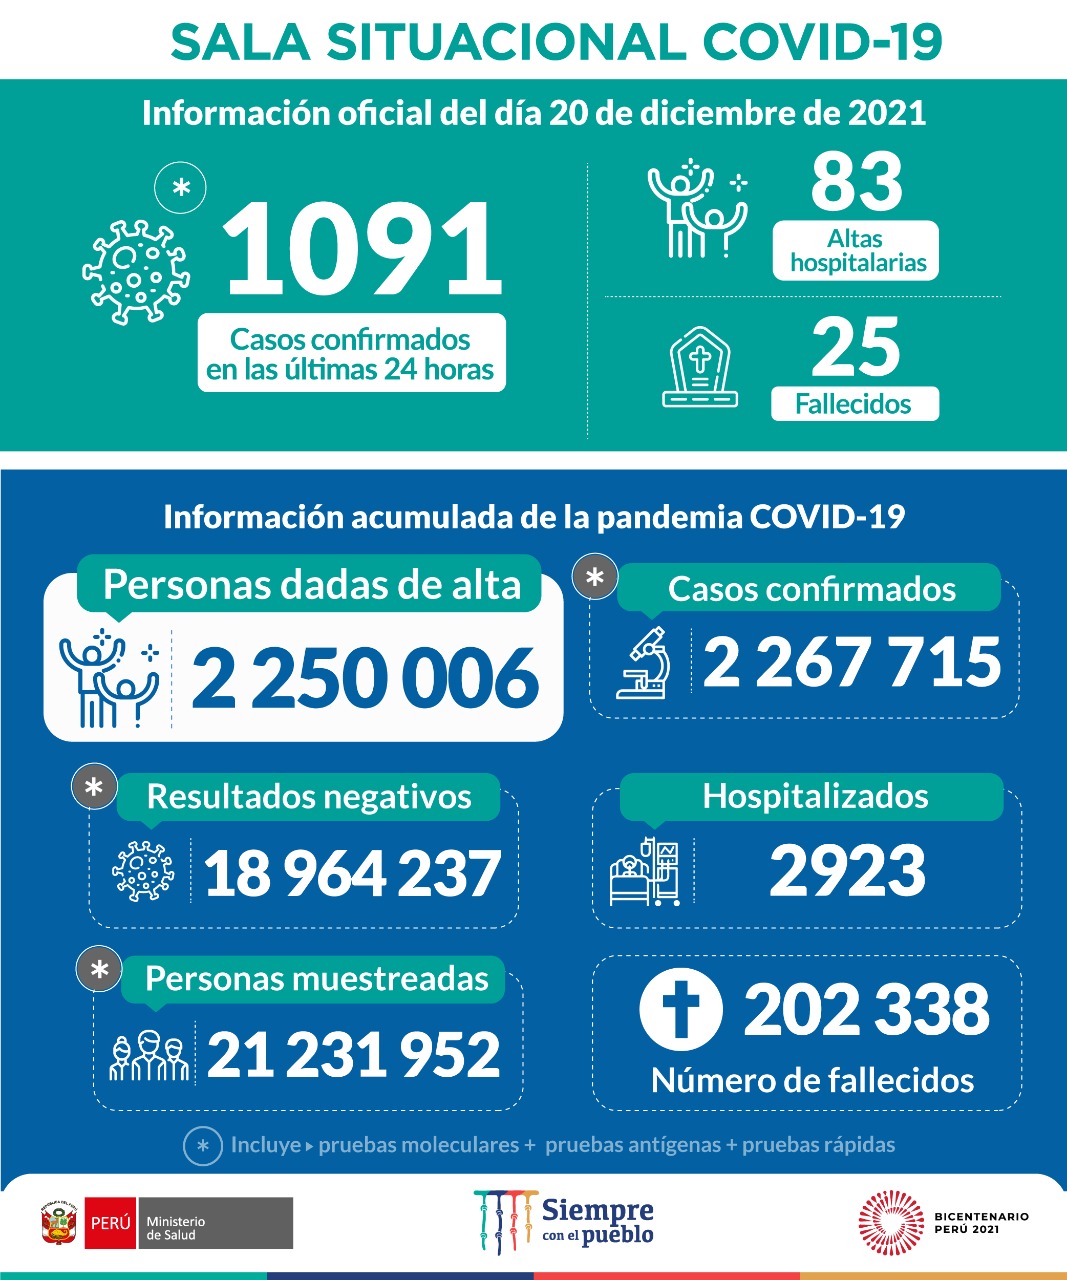 SALA SITUACIONAL COVID-19
Información oficial del día 20 de diciembre de 2021
*
1091
Casos confirmados
en las últimas 24 horas
83
Altas
hospitalarias
25
Fallecidos
Información acumulada de la pandemia COVID-19
Personas dadas de alta
2 250 006
*
Casos confirmados
2 267 715
*
Resultados negativos
18 964 237
Hospitalizados
2923
*
Personas muestreadas
21 231 952
202 338
Número de fallecidos
* Incluye ▸ pruebas moleculares + pruebas antígenas + pruebas rápidas
PERÚ
Ministerio
de Salud
Siempre
con el pueblo
BICENTENARIO
PERÚ 2021